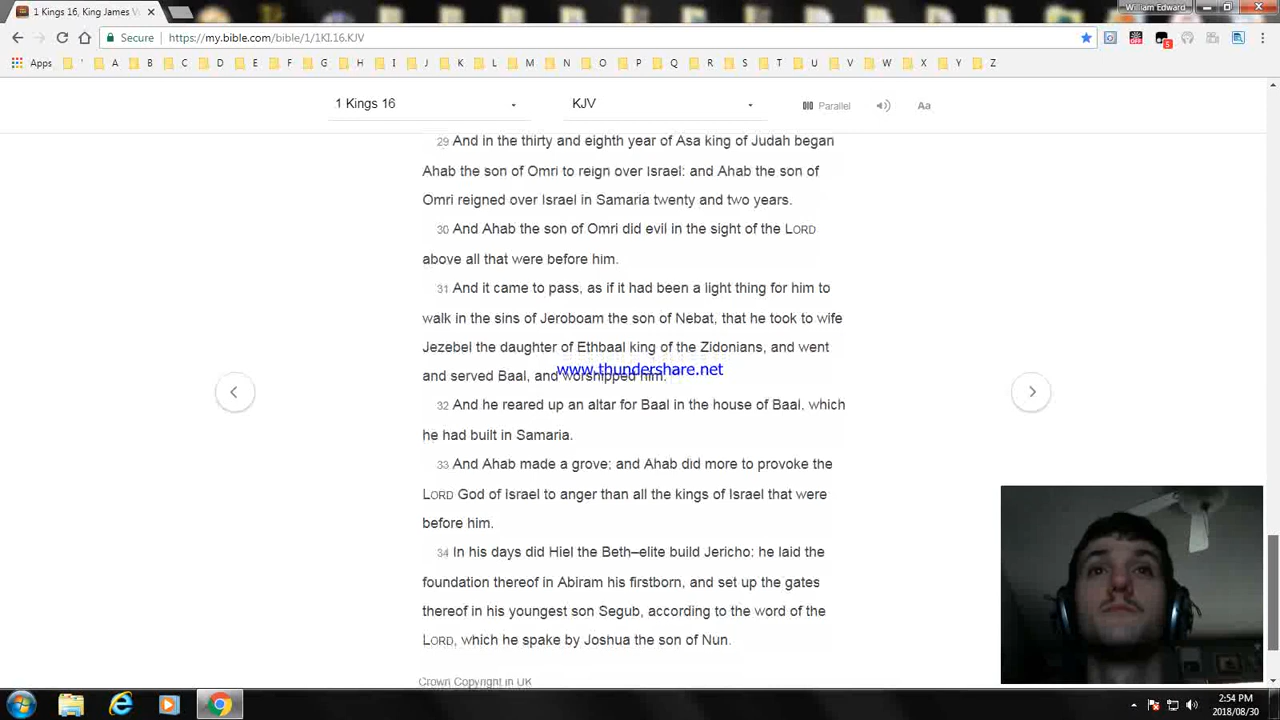 1 Kings 16, King James V
William Edward
Secure
https://my.bible.com/bible/1/1KI.16.KJV
OFF
5
Apps ' A B C D E F G H I J K L M N O P Q R S T U V W X Y Z
1 Kings 16
KJV
Parallel
Aa
29 And in the thirty and eighth year of Asa king of Judah began
Ahab the son of Omri to reign over Israel: and Ahab the son of
Omri reigned over Israel in Samaria twenty and two years.
30 And Ahab the son of Omri did evil in the sight of the LORD
above all that were before him.
31 And it came to pass, as if it had been a light thing for him to
walk in the sins of Jeroboam the son of Nebat, that he took to wife
Jezebel the daughter of Ethbaal king of the Zidonians, and went
www.thundershare.net
and served Baal, and worshipped him.
32 And he reared up an altar for Baal in the house of Baal, which
he had built in Samaria.
33 And Ahab made a grove; and Ahab did more to provoke the
LORD God of Israel to anger than all the kings of Israel that were
before him.
34 In his days did Hiel the Beth–elite build Jericho: he laid the
foundation thereof in Abiram his firstborn, and set up the gates
thereof in his youngest son Segub, according to the word of the
LORD, which he spake by Joshua the son of Nun.
Crown Copyright in UK
2:54 PM
2018/08/30